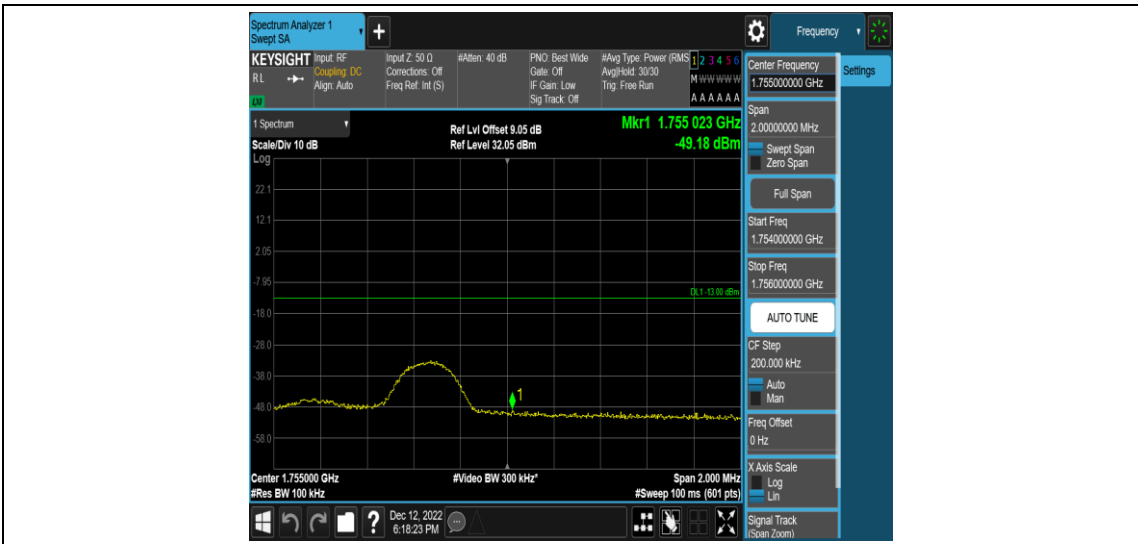 Spectrum Analyzer 1
Swept SA
+
Frequency
KEYSIGHT
RL
LXI
Input: RF
Coupling: DC
Align: Auto
Input Z: 50 Ω
Corrections: Off
Freq Ref: Int (S)
#Atten: 40 dB
PNO: Best Wide
Gate: Off
IF Gain: Low
Sig Track: Off
#Avg Type: Power (RMS
Avg|Hold: 30/30
Trig: Free Run
1 2 3 4 5 6
M W W W W W
A A A A A A
Center Frequency
1.755000000 GHz
Settings
Span
2.00000000 MHz
Swept Span
Zero Span
Full Span
Start Freq
1.754000000 GHz
Stop Freq
1.756000000 GHz
AUTO TUNE
CF Step
200.000 kHz
Auto
Man
Freq Offset
0 Hz
X Axis Scale
Log
Lin
Signal Track
(Span Zoom)
1 Spectrum
Scale/Div 10 dB
Log
Ref Lvl Offset 9.05 dB
Ref Level 32.05 dBm
Mkr1 1.755 023 GHz
-49.18 dBm
22.1
12.1
2.05
-7.95
DL1 -13.00 dBm
-18.0
-28.0
-38.0
1
-48.0
-58.0
Center 1.755000 GHz
#Video BW 300 kHz*
Span 2.000 MHz
#Res BW 100 kHz
#Sweep 100 ms (601 pts)
?
Dec 12, 2022
6:18:23 PM